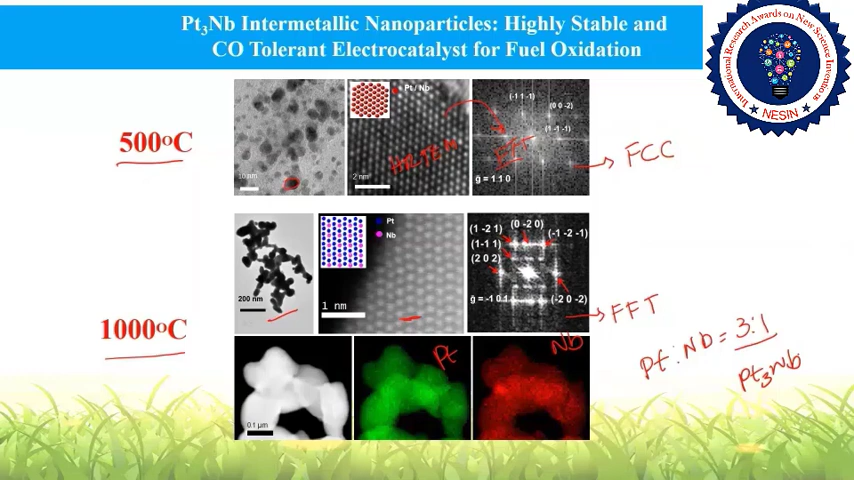 Pt3Nb Intermetallic Nanoparticles: Highly Stable and
CO Tolerant Electrocatalyst for Fuel Oxidation
International Research Awards on New Science Inventions
NESIN
500oC
10 nm
Pt / Nb
HRTEM
2 nm
(-1 1 -1)
(0 0 -2)
(1 -1 -1)
FFT
g = 1 1 0
FCC
1000oC
200 nm
Pt
Nb
1 nm
(0 -2 0)
(1 -2 1)
(-1 -2 -1)
(1-1 1)
(2 0 2)
g = -1 0 1
(-2 0 -2)
FFT
0.1 µm
Pt
Nb
Pt:Nb = 3:1
Pt3Nb